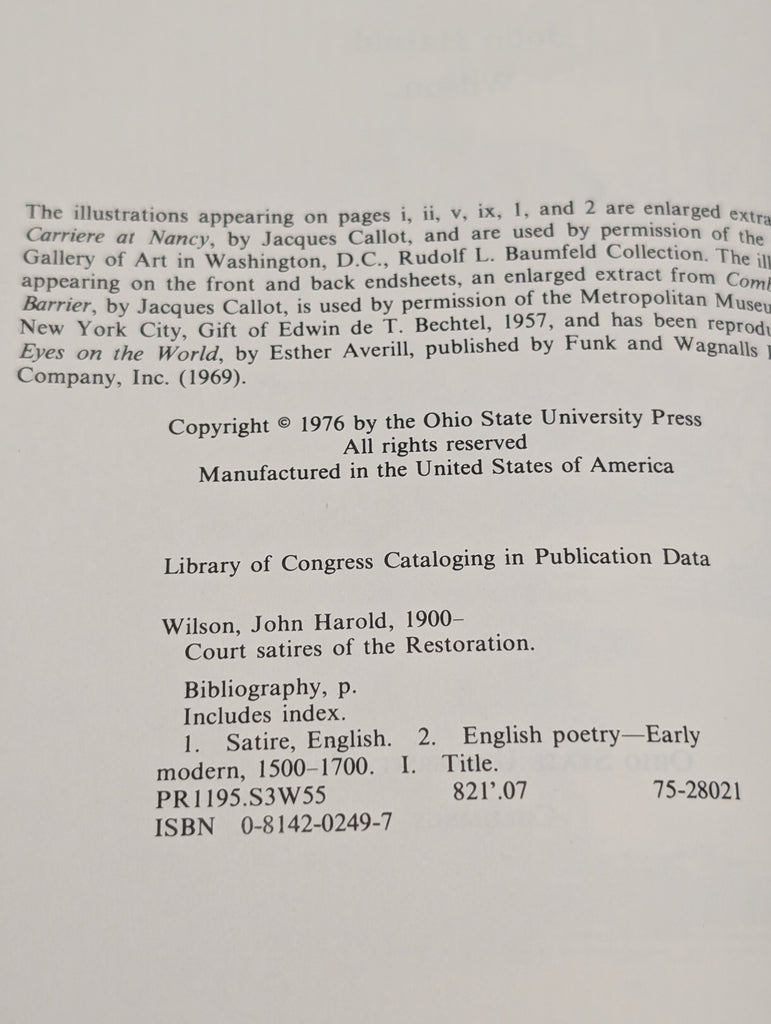 The illustrations appearing on pages i, ii, v, ix, 1, and 2 are enlarged extra
Carriere at Nancy, by Jacques Callot, and are used by permission of the
Gallery of Art in Washington, D.C., Rudolf L. Baumfeld Collection. The ill
appearing on the front and back endsheets, an enlarged extract from Comb
Barrier, by Jacques Callot, is used by permission of the Metropolitan Museu
New York City, Gift of Edwin de T. Bechtel, 1957, and has been reprodu
Eyes on the World, by Esther Averill, published by Funk and Wagnalls
Company, Inc. (1969).
Copyright © 1976 by the Ohio State University Press
All rights reserved
Manufactured in the United States of America
Library of Congress Cataloging in Publication Data
Wilson, John Harold, 1900–
Court satires of the Restoration.
Bibliography, p.
Includes index.
1. Satire, English. 2. English poetry—Early
modern, 1500–1700. I. Title.
PR1195.S3W55 821'.07 75-28021
ISBN 0-8142-0249-7